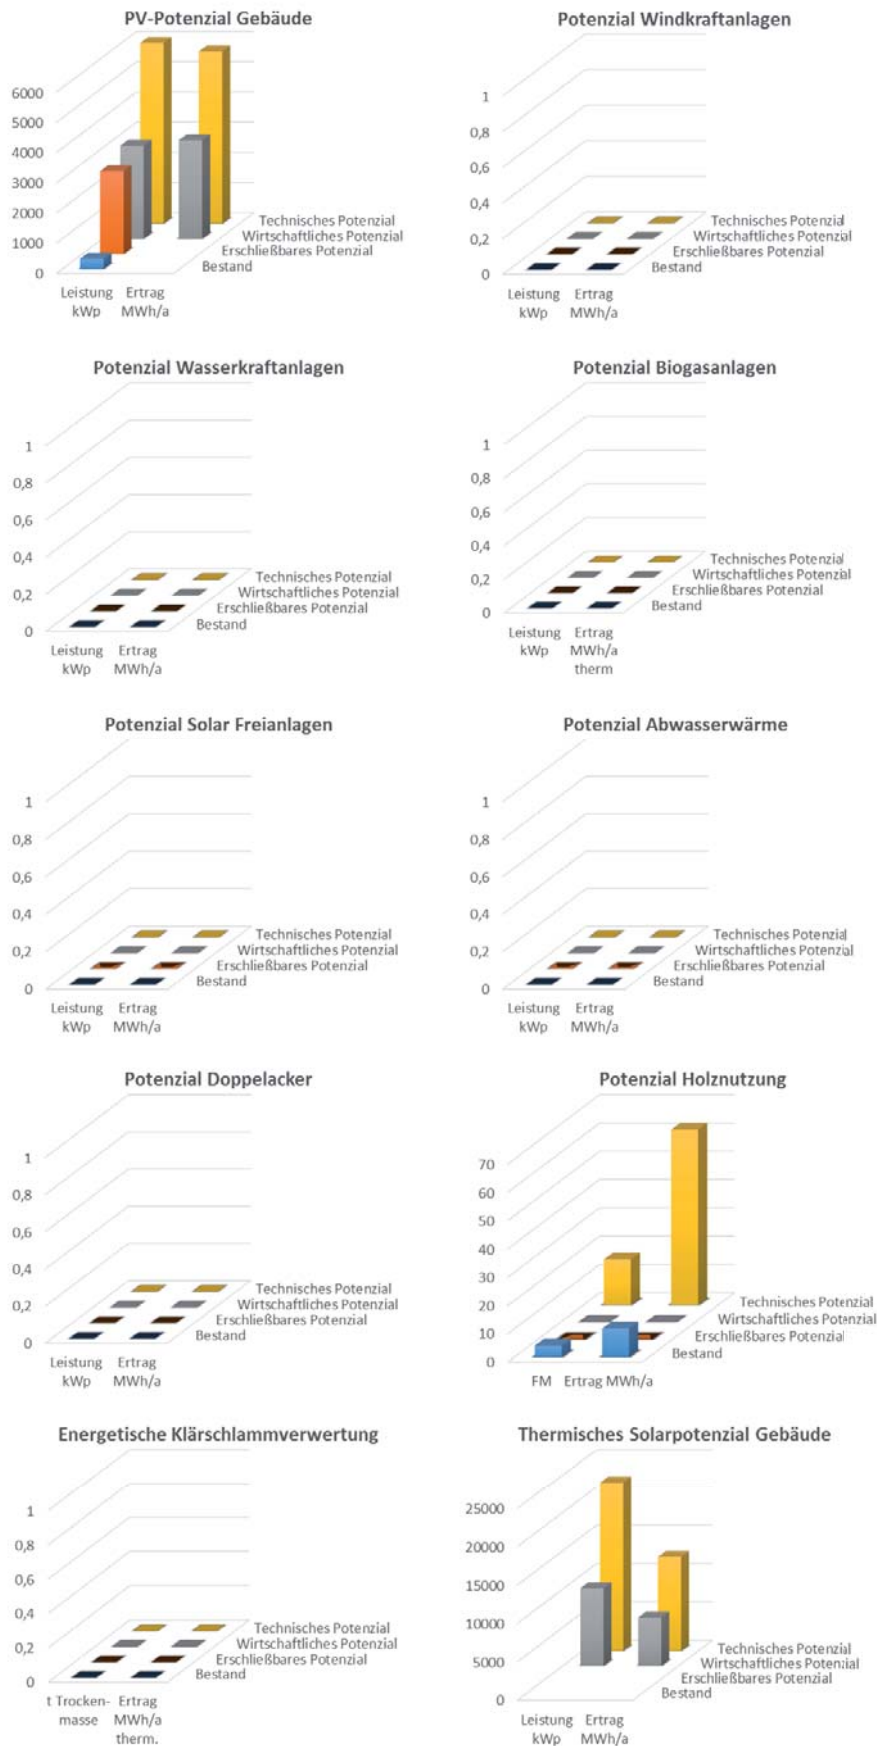 PV-Potenzial Gebäude
6000
5000
4000
3000
2000
1000
0
Technisches Potenzial
Wirtschaftliches Potenzial
Erschließbares Potenzial
Bestand
Leistung Ertrag
kWp MWh/a
Potenzial Windkraftanlagen
1
0,8
0,6
0,4
0,2
0
Technisches Potenzial
Wirtschaftliches Potenzial
Erschließbares Potenzial
Bestand
Leistung Ertrag
kWp MWh/a
Potenzial Wasserkraftanlagen
1
0,8
0,6
0,4
0,2
0
Technisches Potenzial
Wirtschaftliches Potenzial
Erschließbares Potenzial
Bestand
Leistung Ertrag
kWp MWh/a
Potenzial Biogasanlagen
1
0,8
0,6
0,4
0,2
0
Technisches Potenzial
Wirtschaftliches Potenzial
Erschließbares Potenzial
Bestand
Leistung Ertrag
kWp MWh/a
therm
Potenzial Solar Freianlagen
1
0,8
0,6
0,4
0,2
0
Technisches Potenzial
Wirtschaftliches Potenzial
Erschließbares Potenzial
Bestand
Leistung Ertrag
kWp MWh/a
Potenzial Abwasserwärme
1
0,8
0,6
0,4
0,2
0
Technisches Potenzial
Wirtschaftliches Potenzial
Erschließbares Potenzial
Bestand
Leistung Ertrag
kWp MWh/a
Potenzial Doppelacker
1
0,8
0,6
0,4
0,2
0
Technisches Potenzial
Wirtschaftliches Potenzial
Erschließbares Potenzial
Bestand
Leistung Ertrag
kWp MWh/a
Potenzial Holznutzung
70
60
50
40
30
20
10
0
Technisches Potenzial
Wirtschaftliches Potenzial
Erschließbares Potenzial
Bestand
FM Ertrag MWh/a
Energetische Klärschlammverwertung
1
0,8
0,6
0,4
0,2
0
Technisches Potenzial
Wirtschaftliches Potenzial
Erschließbares Potenzial
Bestand
t Trocken- Ertrag
masse MWh/a
therm.
Thermisches Solarpotenzial Gebäude
25000
20000
15000
10000
5000
0
Technisches Potenzial
Wirtschaftliches Potenzial
Erschließbares Potenzial
Bestand
Leistung Ertrag
kWp MWh/a